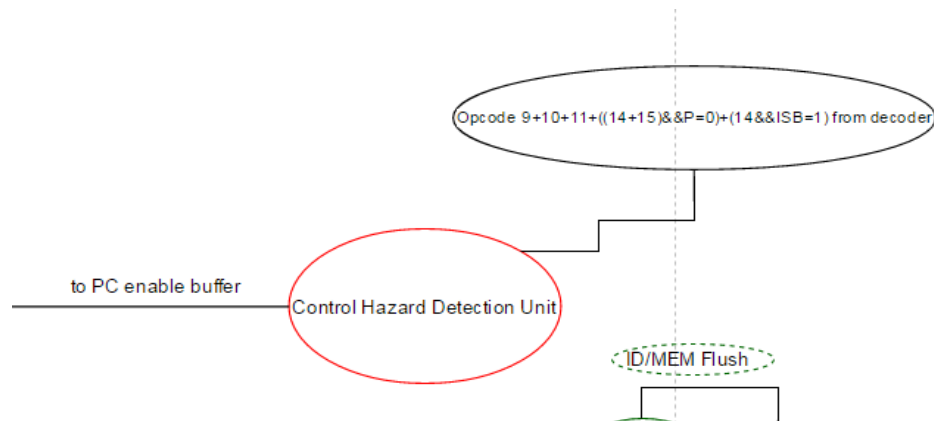 Opcode 9+10+11+((14+15)&&P=0)+(14&&ISB=1) from decoder
to PC enable buffer
Control Hazard Detection Unit
ID/MEM Flush